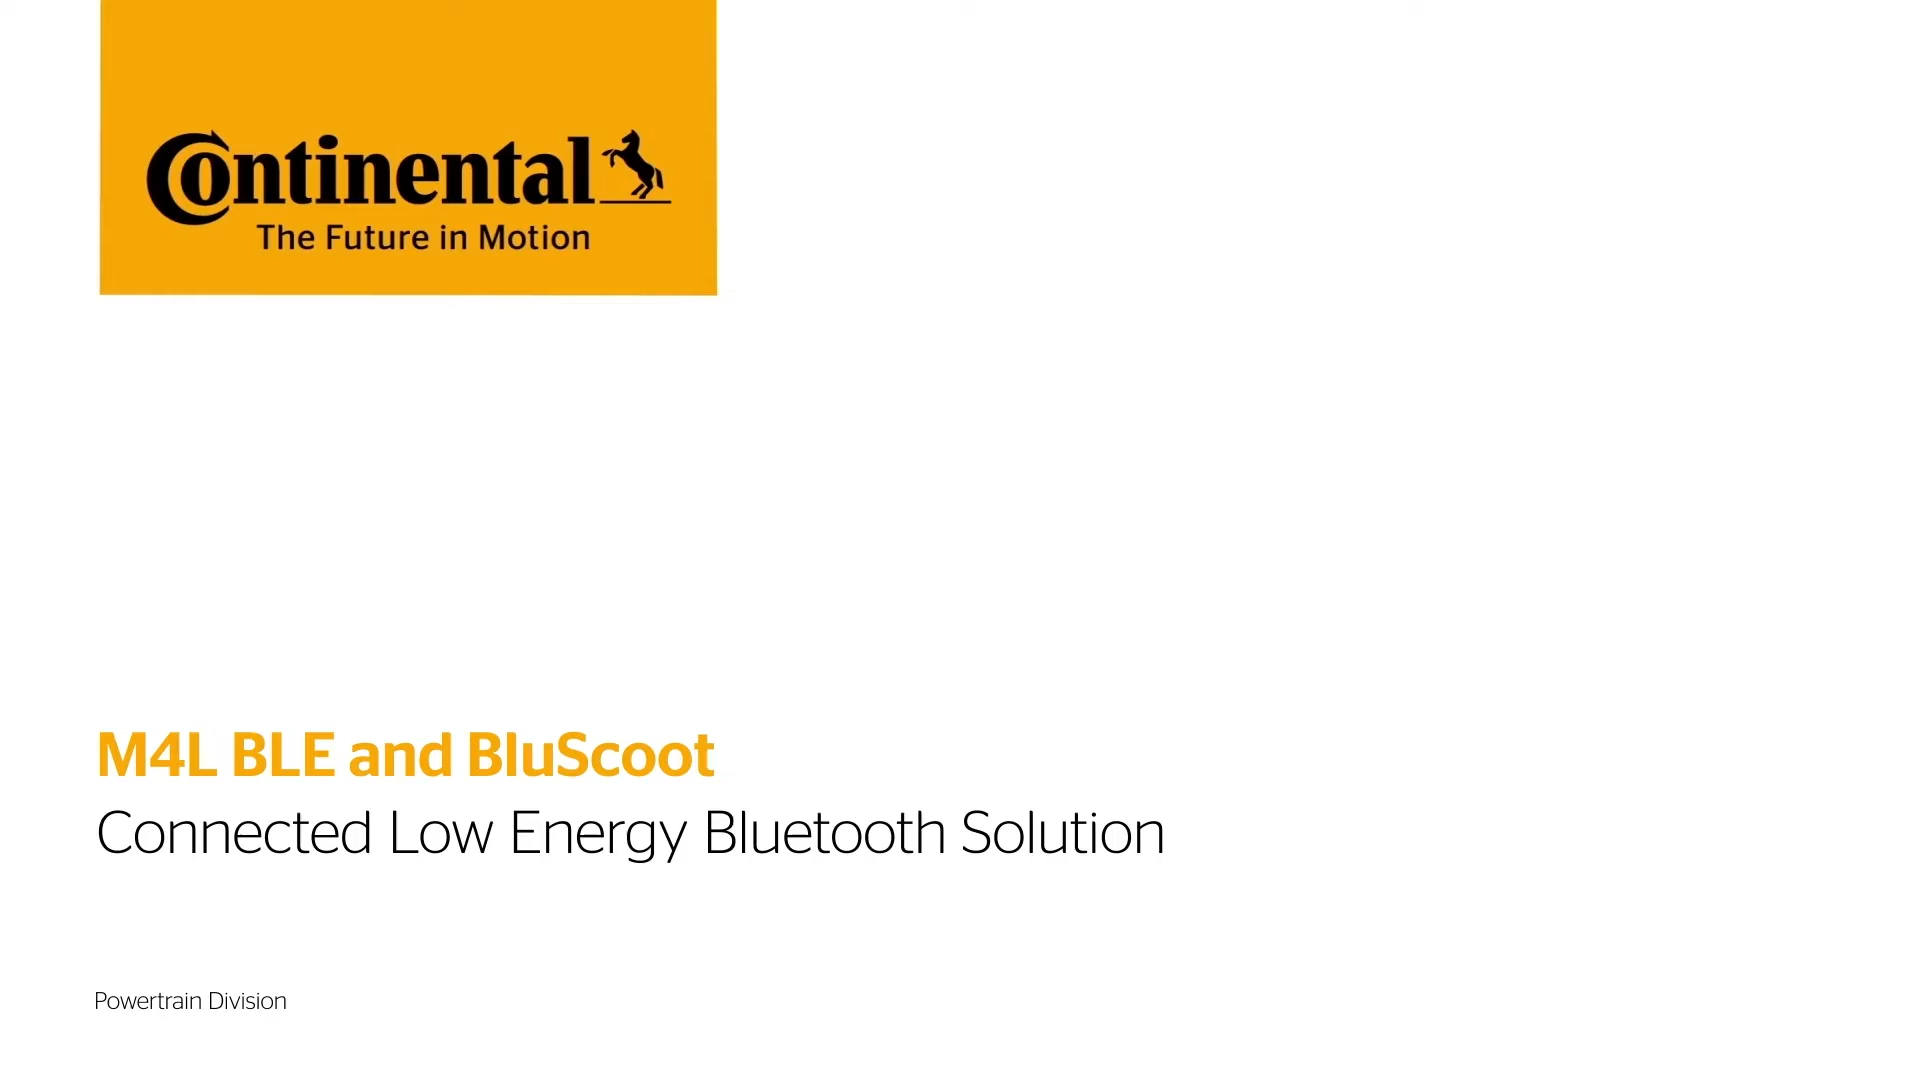 Continental
The Future in Motion
M4L BLE and BluScoot
Connected Low Energy Bluetooth Solution
Powertrain Division